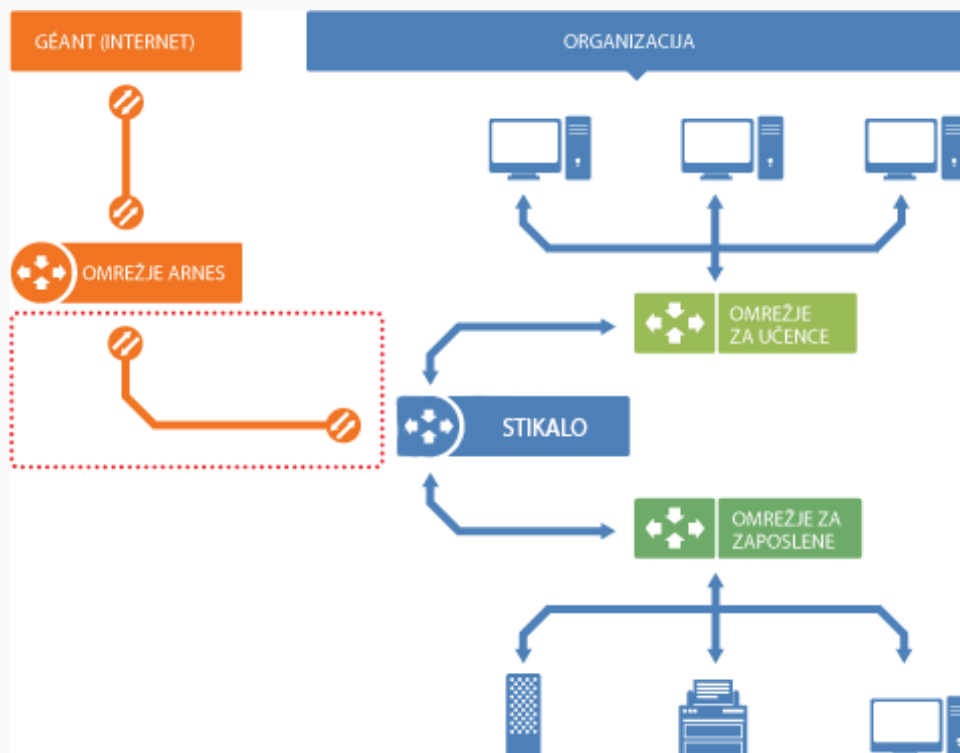 GÉANT (INTERNET)
ORGANIZACIJA
OMREŽJE ARNES
OMREŽJE
ZA UČENCE
STIKALO
OMREŽJE ZA
ZAPOSLENE